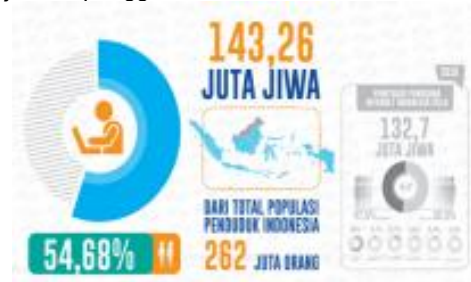 143,26
JUTA JIWA
DARI TOTAL POPULASI
PENDUDUK INDONESIA
262 JUTA ORANG
54,68%
132,7
JUTA JIWA